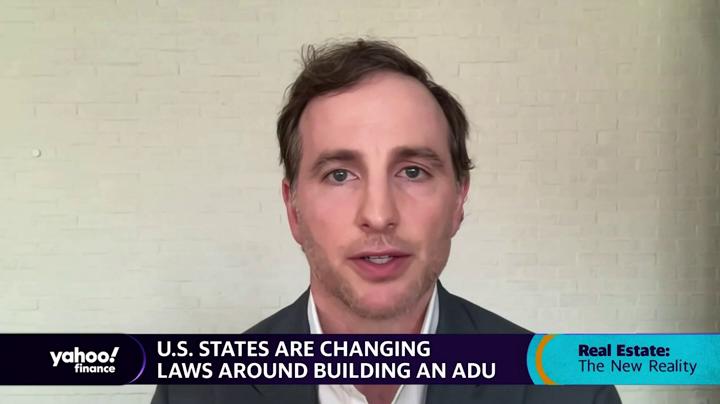 yahoo!
finance
U.S. STATES ARE CHANGING
LAWS AROUND BUILDING AN ADU
Real Estate:
The New Reality